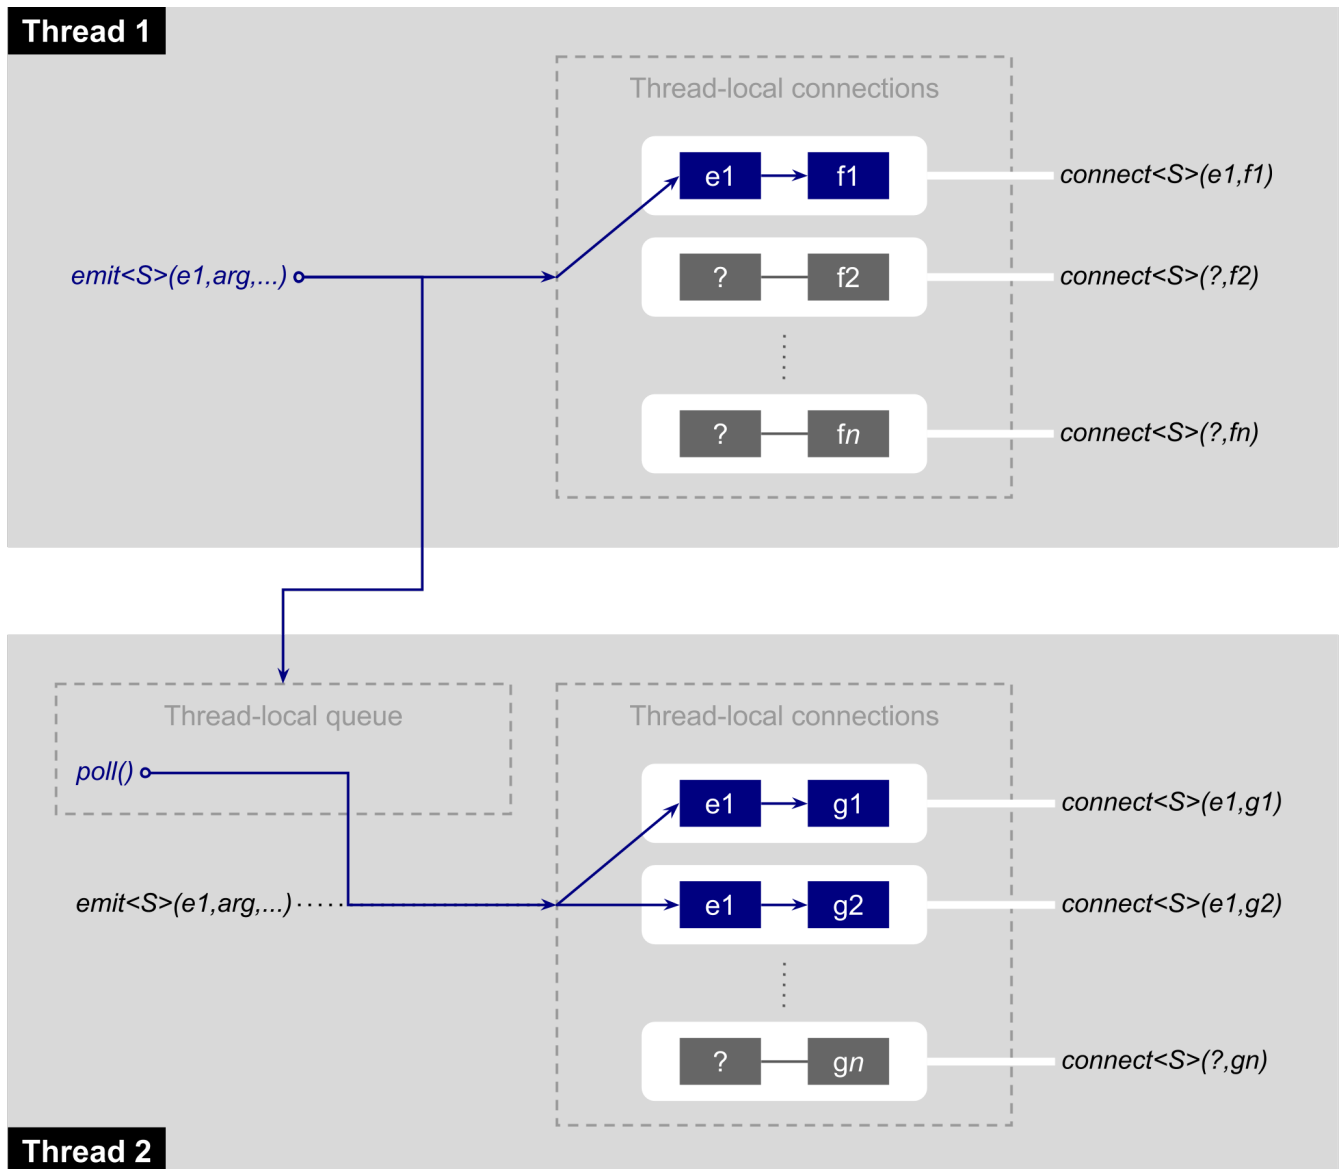 Thread 1
Thread-local connections
e1 f1 connect<S>(e1,f1)
emit<S>(e1,arg,...) ? f2 connect<S>(?,f2)
? fn connect<S>(?,fn)
Thread-local queue Thread-local connections
poll()
e1 g1 connect<S>(e1,g1)
emit<S>(e1,arg,...) e1 g2 connect<S>(e1,g2)
? gn connect<S>(?,gn)
Thread 2